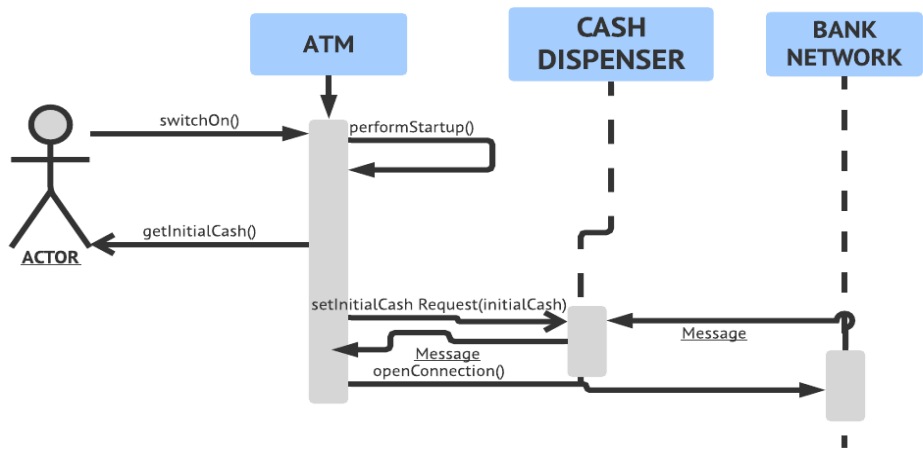 ATM
CASH
DISPENSER
BANK
NETWORK
switchOn()
performStartup()
getInitialCash()
ACTOR
setInitialCash Request(initialCash)
Message
Message
openConnection()